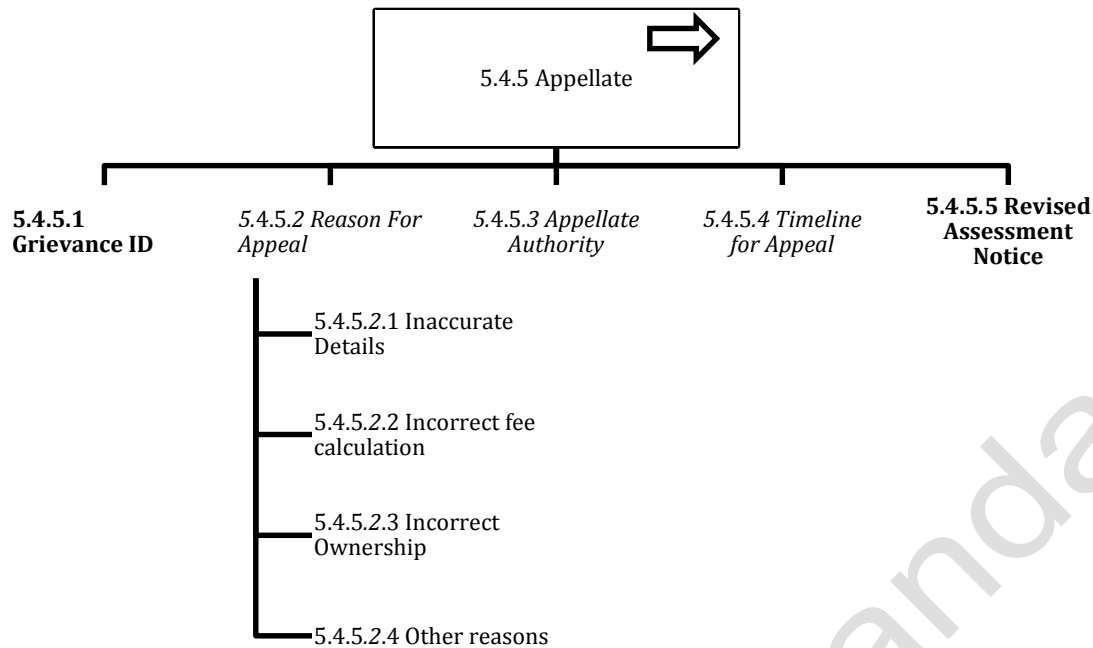 5.4.5 Appellate
5.4.5.1
Grievance ID
5.4.5.2 Reason For
Appeal
5.4.5.3 Appellate
Authority
5.4.5.4 Timeline
for Appeal
5.4.5.5 Revised
Assessment
Notice
5.4.5.2.1 Inaccurate
Details
5.4.5.2.2 Incorrect fee
calculation
5.4.5.2.3 Incorrect
Ownership
5.4.5.2.4 Other reasons
anda